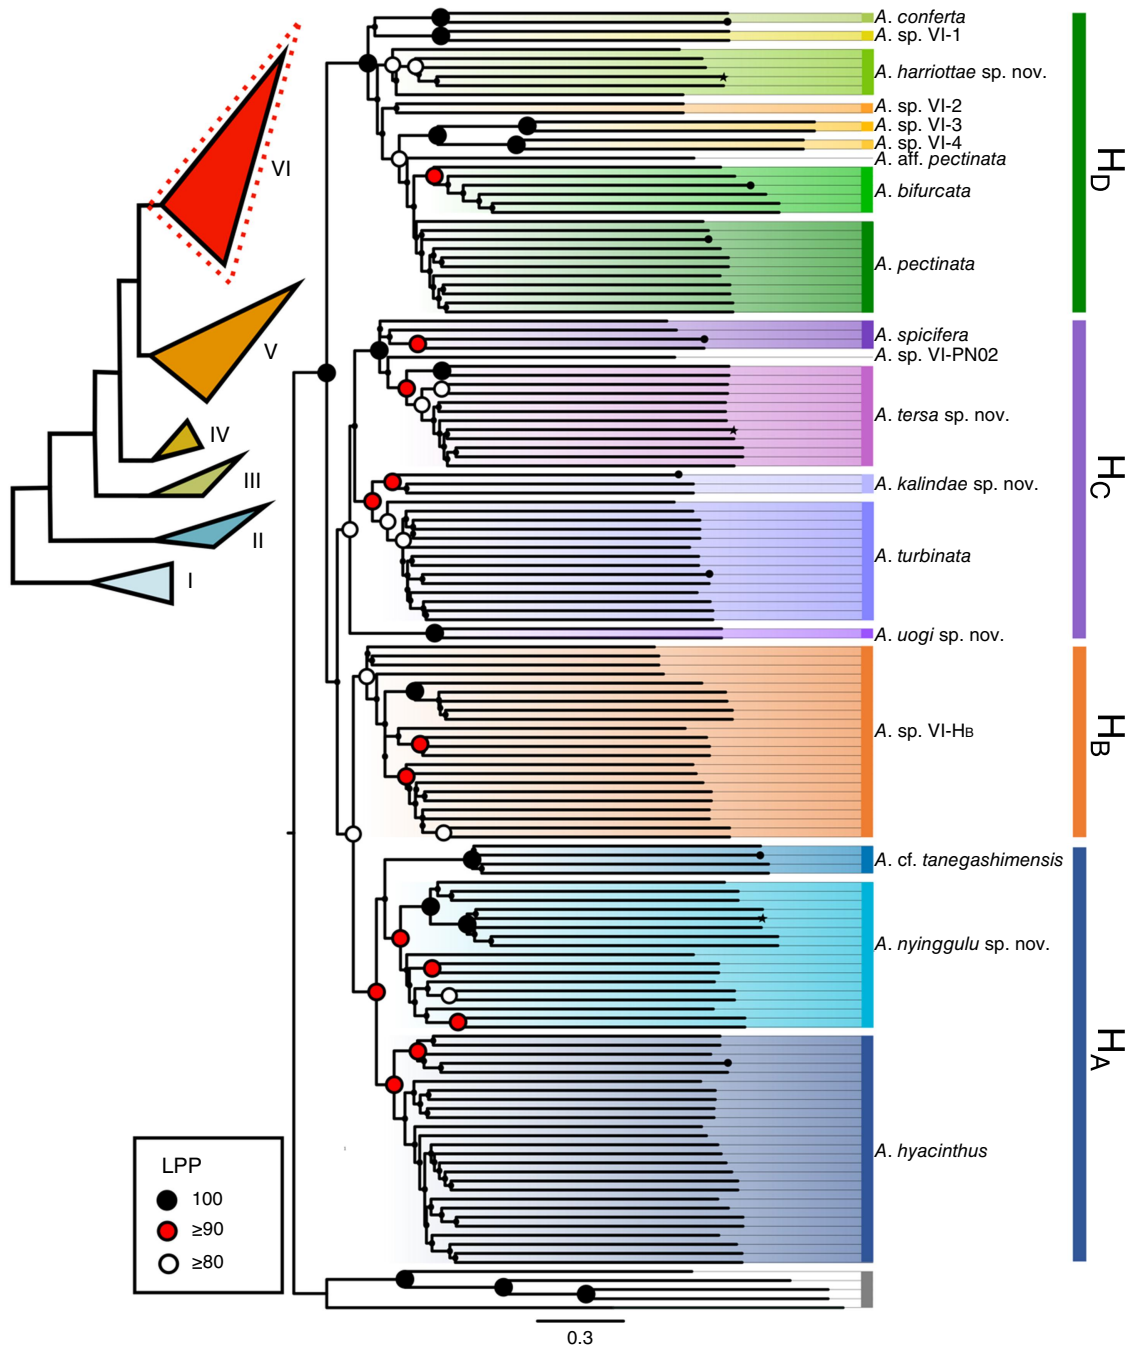 VI
V
IV
III
II
I
A. conferta
A. sp. VI-1
A. harriottae sp. nov.
A. sp. VI-2
A. sp. VI-3
A. sp. VI-4
A. aff. pectinata
A. bifurcata
A. pectinata
A. spicifera
A. sp. VI-PN02
A. tersa sp. nov.
A. kalindae sp. nov.
A. turbinata
A. uogi sp. nov.
A. sp. VI-HB
A. cf. tanegashimensis
A. nyinggulu sp. nov.
A. hyacinthus
HD
HC
HB
HA
LPP
100
≥90
≥80
0.3